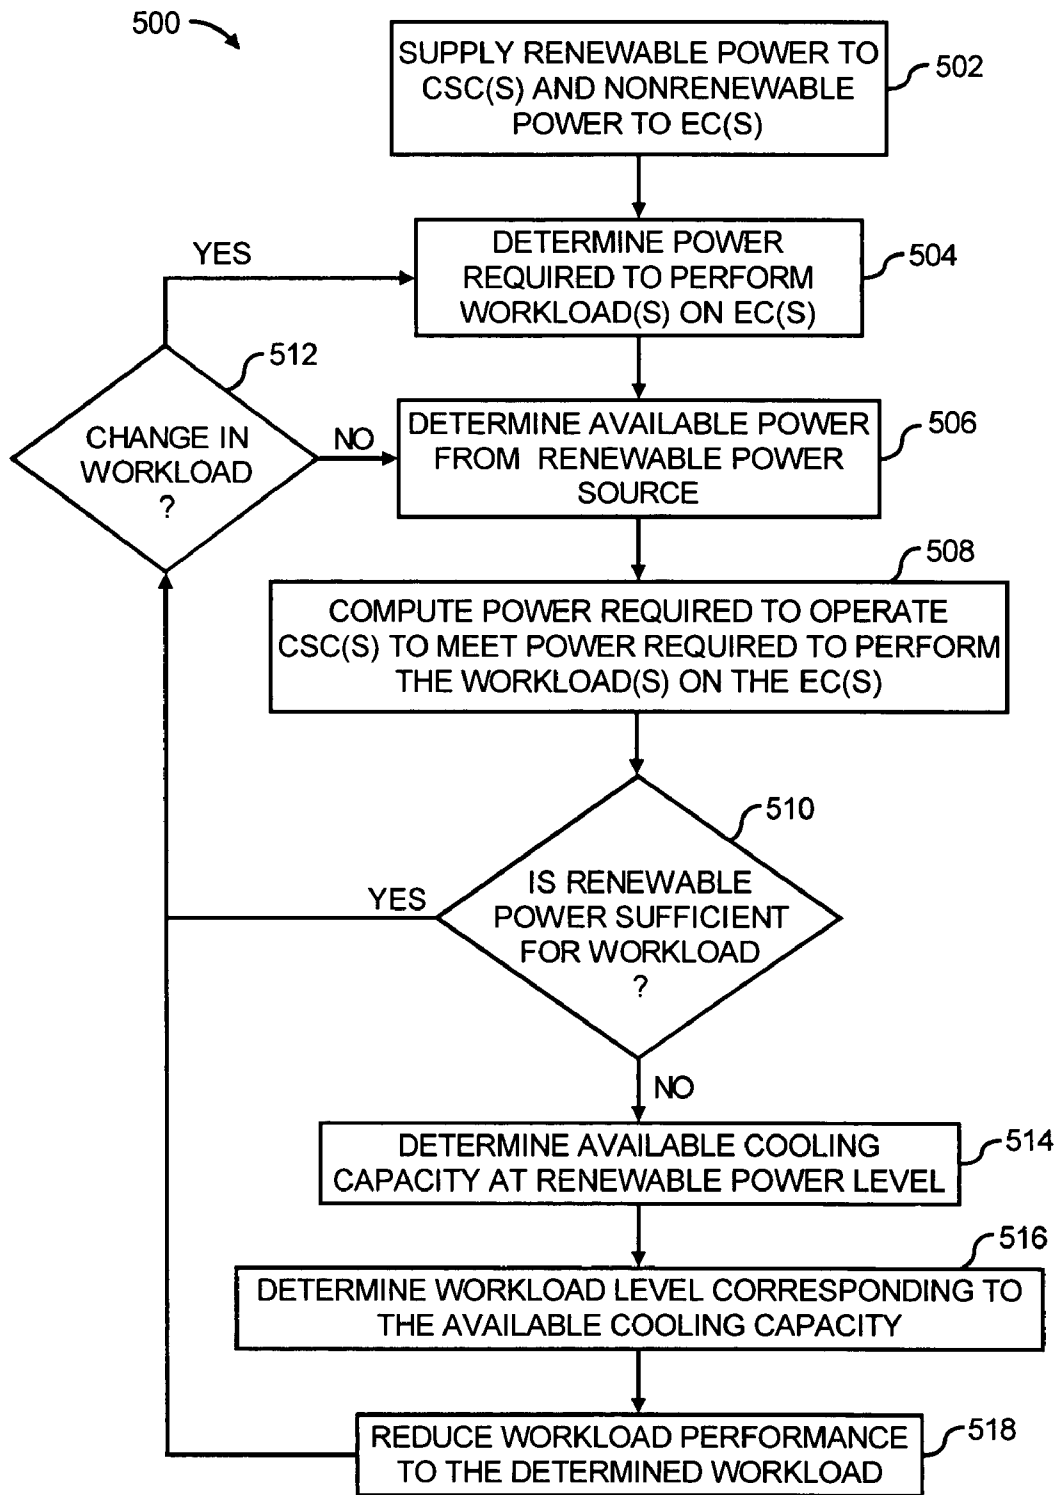 500
SUPPLY RENEWABLE POWER TO
CSC(S) AND NONRENEWABLE
POWER TO EC(S)
502
YES
DETERMINE POWER
REQUIRED TO PERFORM
WORKLOAD(S) ON EC(S)
504
512
CHANGE IN
WORKLOAD
?
NO
DETERMINE AVAILABLE POWER
FROM RENEWABLE POWER
SOURCE
506
508
COMPUTE POWER REQUIRED TO OPERATE
CSC(S) TO MEET POWER REQUIRED TO PERFORM
THE WORKLOAD(S) ON THE EC(S)
510
IS RENEWABLE
POWER SUFFICIENT
FOR WORKLOAD
?
YES
NO
DETERMINE AVAILABLE COOLING
CAPACITY AT RENEWABLE POWER LEVEL
514
516
DETERMINE WORKLOAD LEVEL CORRESPONDING TO
THE AVAILABLE COOLING CAPACITY
REDUCE WORKLOAD PERFORMANCE
TO THE DETERMINED WORKLOAD
518